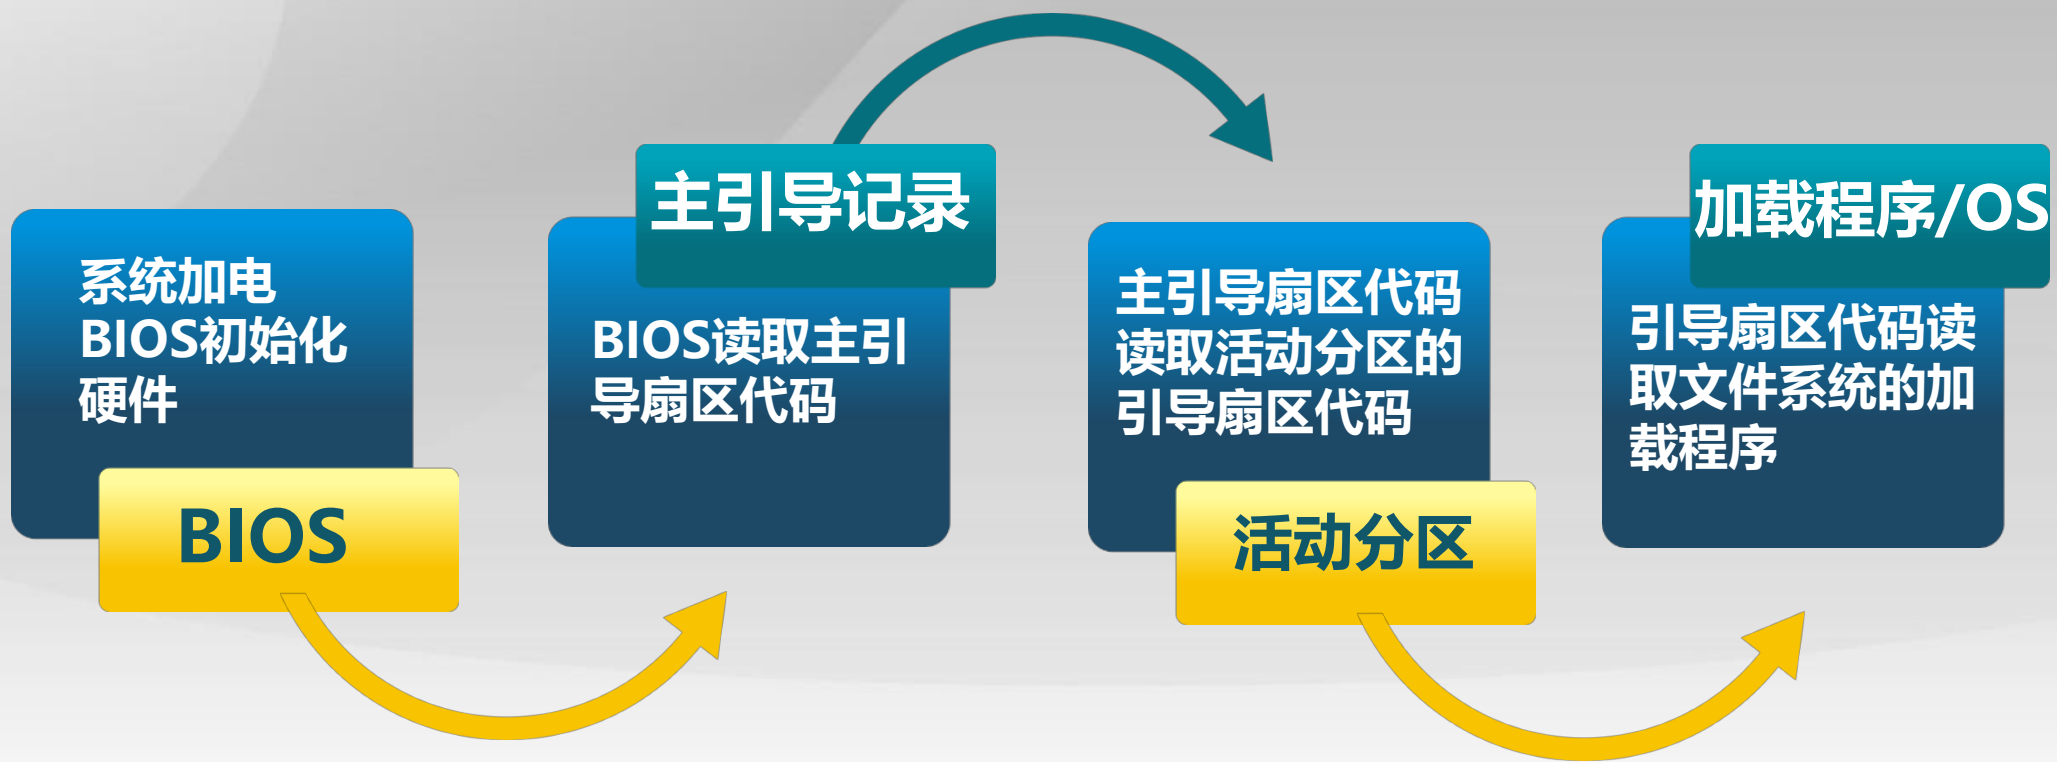 系统加电
BIOS初始化
硬件
BIOS
主引导记录
BIOS读取主引
导扇区代码
主引导扇区代码
读取活动分区的
引导扇区代码
活动分区
加载程序/OS
引导扇区代码读
取文件系统的加
载程序